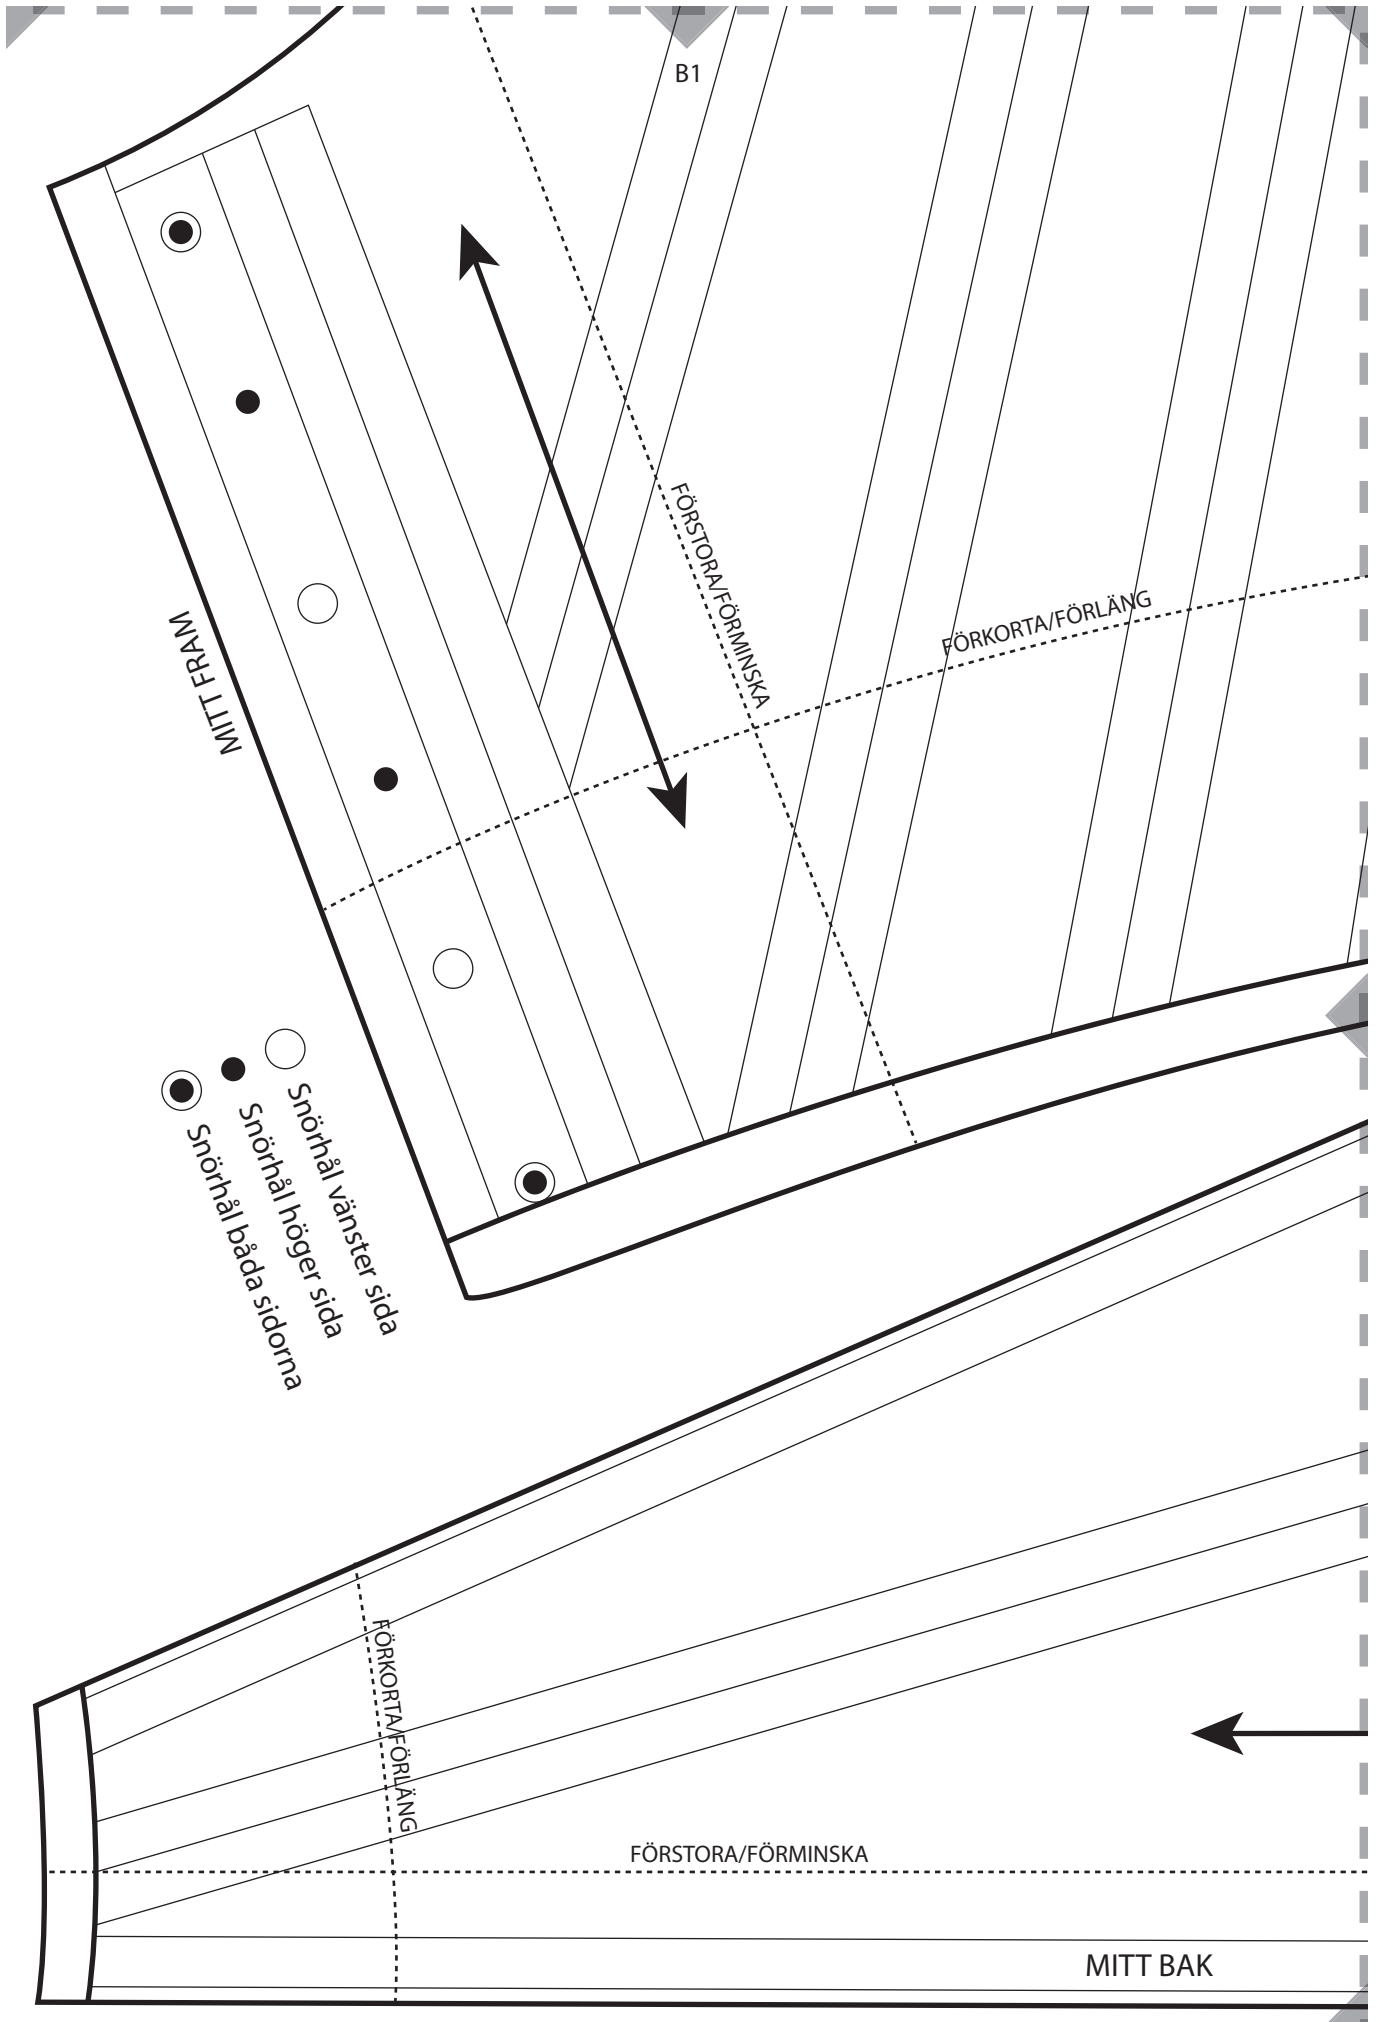 B1
FÖRSTORA/FÖRMINSKA
FÖRKORTA/FÖRLÄNG
MITT FRAM
Snörhål vänster sida
Snörhål höger sida
Snörhål båda sidorna
FÖRKORTA/FÖRLÄNG
FÖRSTORA/FÖRMINSKA
MITT BAK